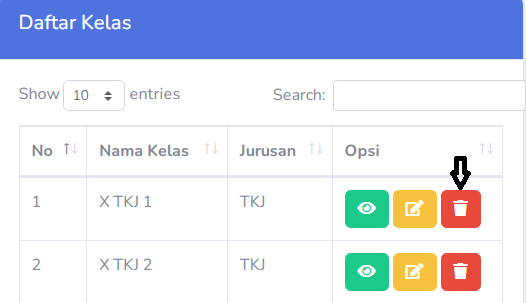 Daftar Kelas
Show 10 entries Search:
No Nama Kelas Jurusan Opsi
1 X TKJ 1 TKJ
2 X TKJ 2 TKJ